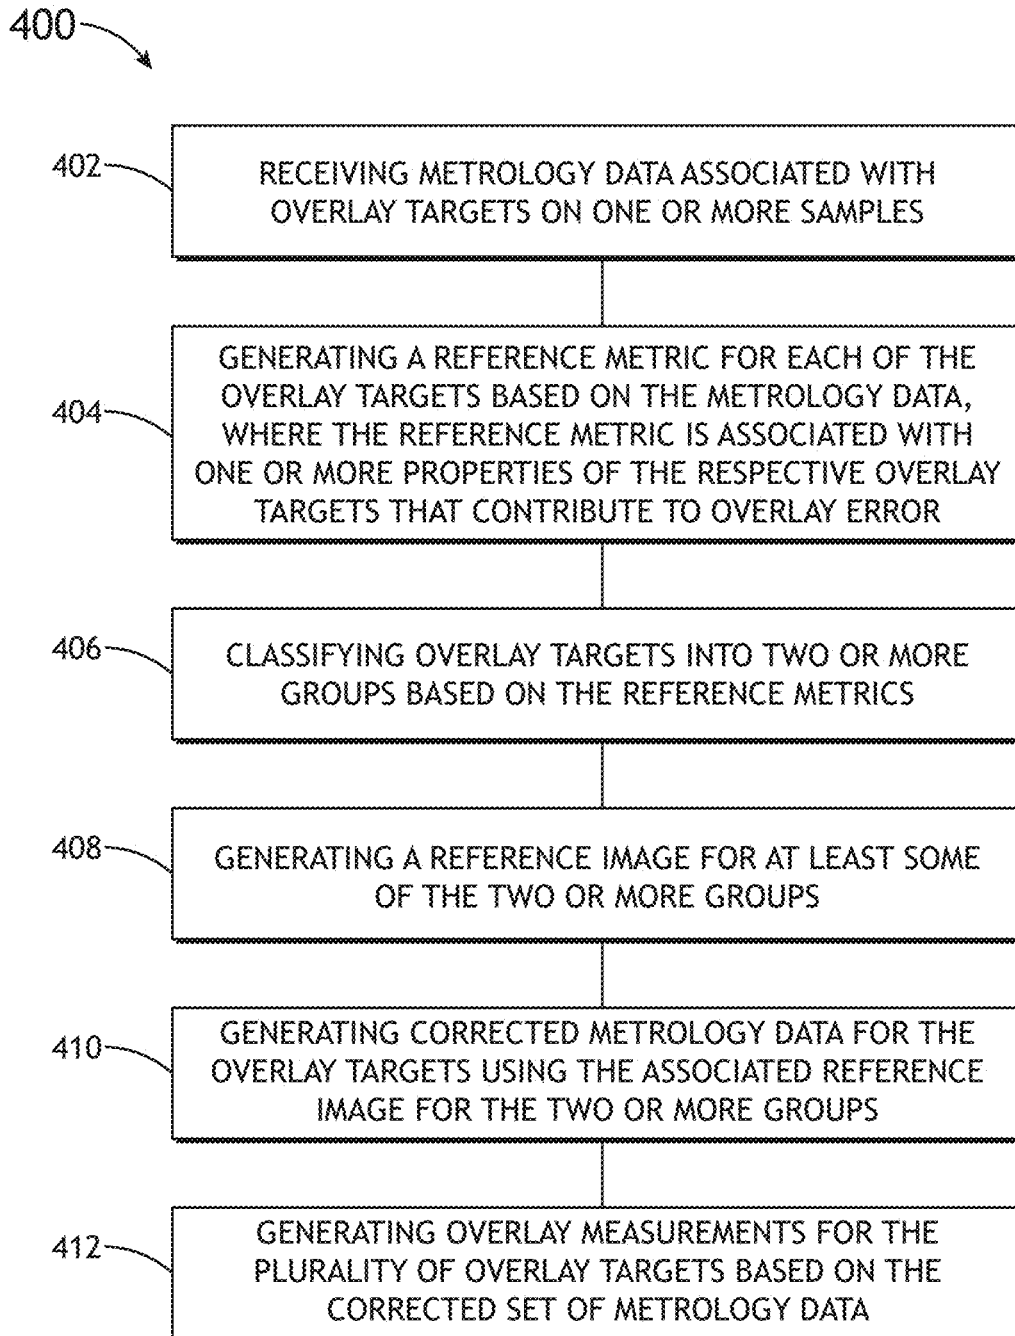 400
402
RECEIVING METROLOGY DATA ASSOCIATED WITH
OVERLAY TARGETS ON ONE OR MORE SAMPLES
404
GENERATING A REFERENCE METRIC FOR EACH OF THE
OVERLAY TARGETS BASED ON THE METROLOGY DATA,
WHERE THE REFERENCE METRIC IS ASSOCIATED WITH
ONE OR MORE PROPERTIES OF THE RESPECTIVE OVERLAY
TARGETS THAT CONTRIBUTE TO OVERLAY ERROR
406
CLASSIFYING OVERLAY TARGETS INTO TWO OR MORE
GROUPS BASED ON THE REFERENCE METRICS
408
GENERATING A REFERENCE IMAGE FOR AT LEAST SOME
OF THE TWO OR MORE GROUPS
410
GENERATING CORRECTED METROLOGY DATA FOR THE
OVERLAY TARGETS USING THE ASSOCIATED REFERENCE
IMAGE FOR THE TWO OR MORE GROUPS
412
GENERATING OVERLAY MEASUREMENTS FOR THE
PLURALITY OF OVERLAY TARGETS BASED ON THE
CORRECTED SET OF METROLOGY DATA